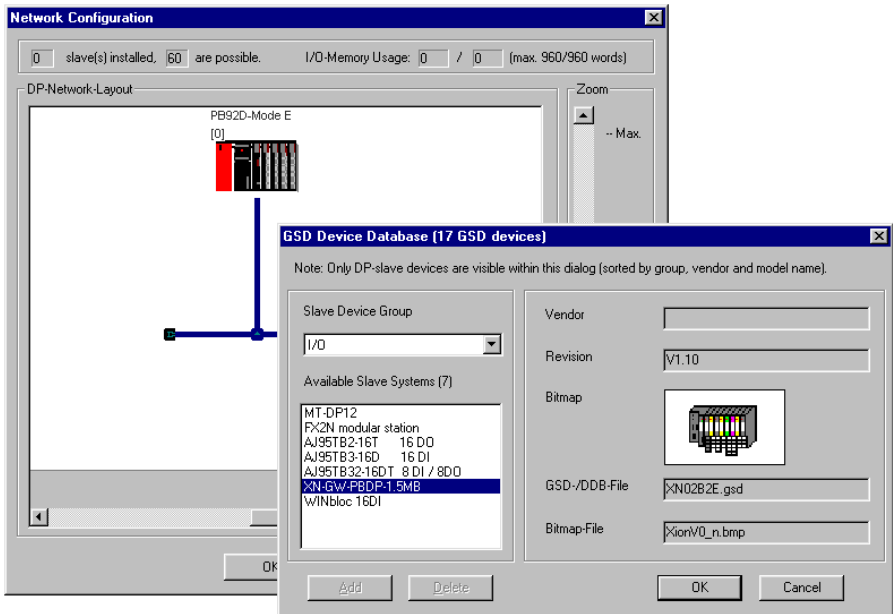 Network Configuration
0 slave(s) installed, 60 are possible. I/O-Memory Usage: 0 / 0 (max. 960/960 words)
DP-Network-Layout
Zoom
PB92D-Mode E
[0]
-- Max.
OK
GSD Device Database (17 GSD devices)
Note: Only DP-slave devices are visible within this dialog (sorted by group, vendor and model name).
Slave Device Group
I/O
Available Slave Systems (7)
MT-DP12
FX2N modular station
AJ95TB2-16T 16 DO
AJ95TB3-16D 16 DI
AJ95TB32-16DT 8 DI / 8DO
XN-GW-PBDP-1.5MB
WINbloc 16DI
Vendor
Revision
V1.10
Bitmap
GSD-/DDB-File
XN02B2E.gsd
Bitmap-File
XionV0_n.bmp
Add
Delete
OK
Cancel